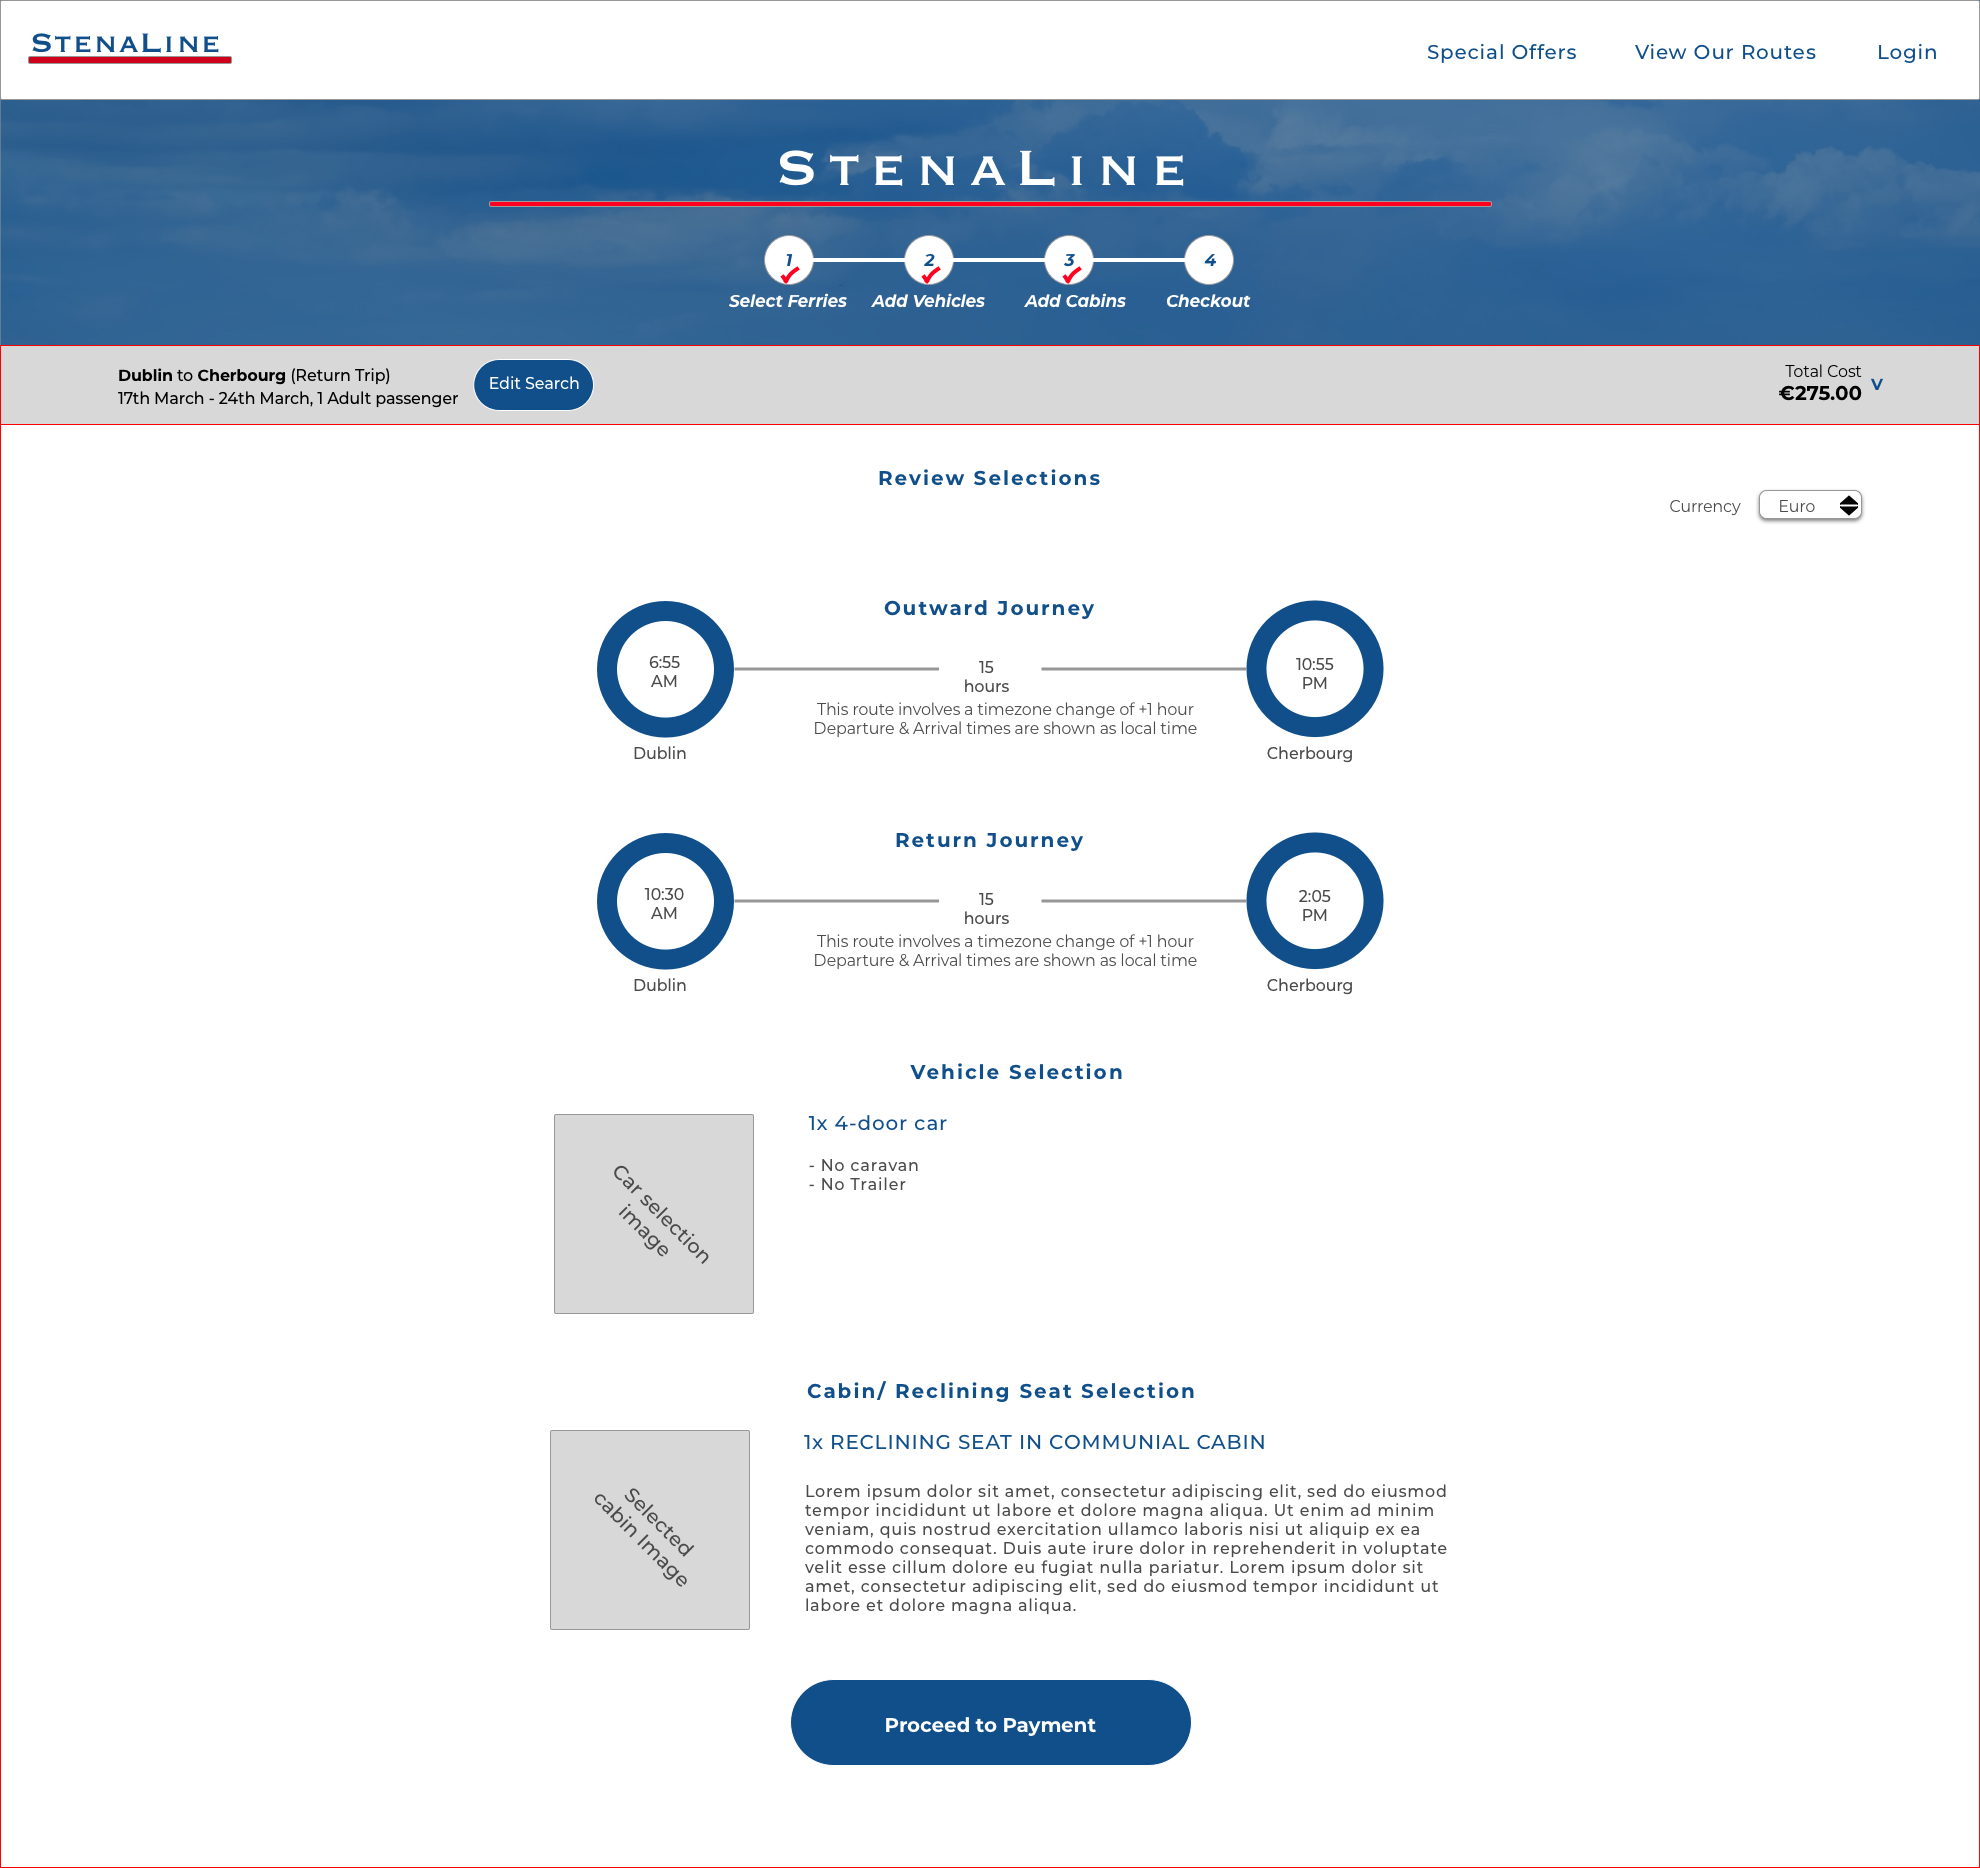 STENALINE
Special Offers
View Our Routes
Login
STENALINE
1
2
3
4
Select Ferries
Add Vehicles
Add Cabins
Checkout
Dublin to Cherbourg (Return Trip)
17th March - 24th March, 1 Adult passenger
Edit Search
Total Cost
€275.00
V
Review Selections
Currency
Euro
Outward Journey
6:55
AM
15
hours
10:55
PM
This route involves a timezone change of +1 hour
Departure & Arrival times are shown as local time
Dublin
Cherbourg
Return Journey
10:30
AM
15
hours
2:05
PM
This route involves a timezone change of +1 hour
Departure & Arrival times are shown as local time
Dublin
Cherbourg
Vehicle Selection
Car selection
image
1x 4-door car
- No caravan
- No Trailer
Cabin/ Reclining Seat Selection
Selected
cabin Image
1x RECLINING SEAT IN COMMUNIAL CABIN
Lorem ipsum dolor sit amet, consectetur adipiscing elit, sed do eiusmod
tempor incididunt ut labore et dolore magna aliqua. Ut enim ad minim
veniam, quis nostrud exercitation ullamco laboris nisi ut aliquip ex ea
commodo consequat. Duis aute irure dolor in reprehenderit in voluptate
velit esse cillum dolore eu fugiat nulla pariatur. Lorem ipsum dolor sit
amet, consectetur adipiscing elit, sed do eiusmod tempor incididunt ut
labore et dolore magna aliqua.
Proceed to Payment